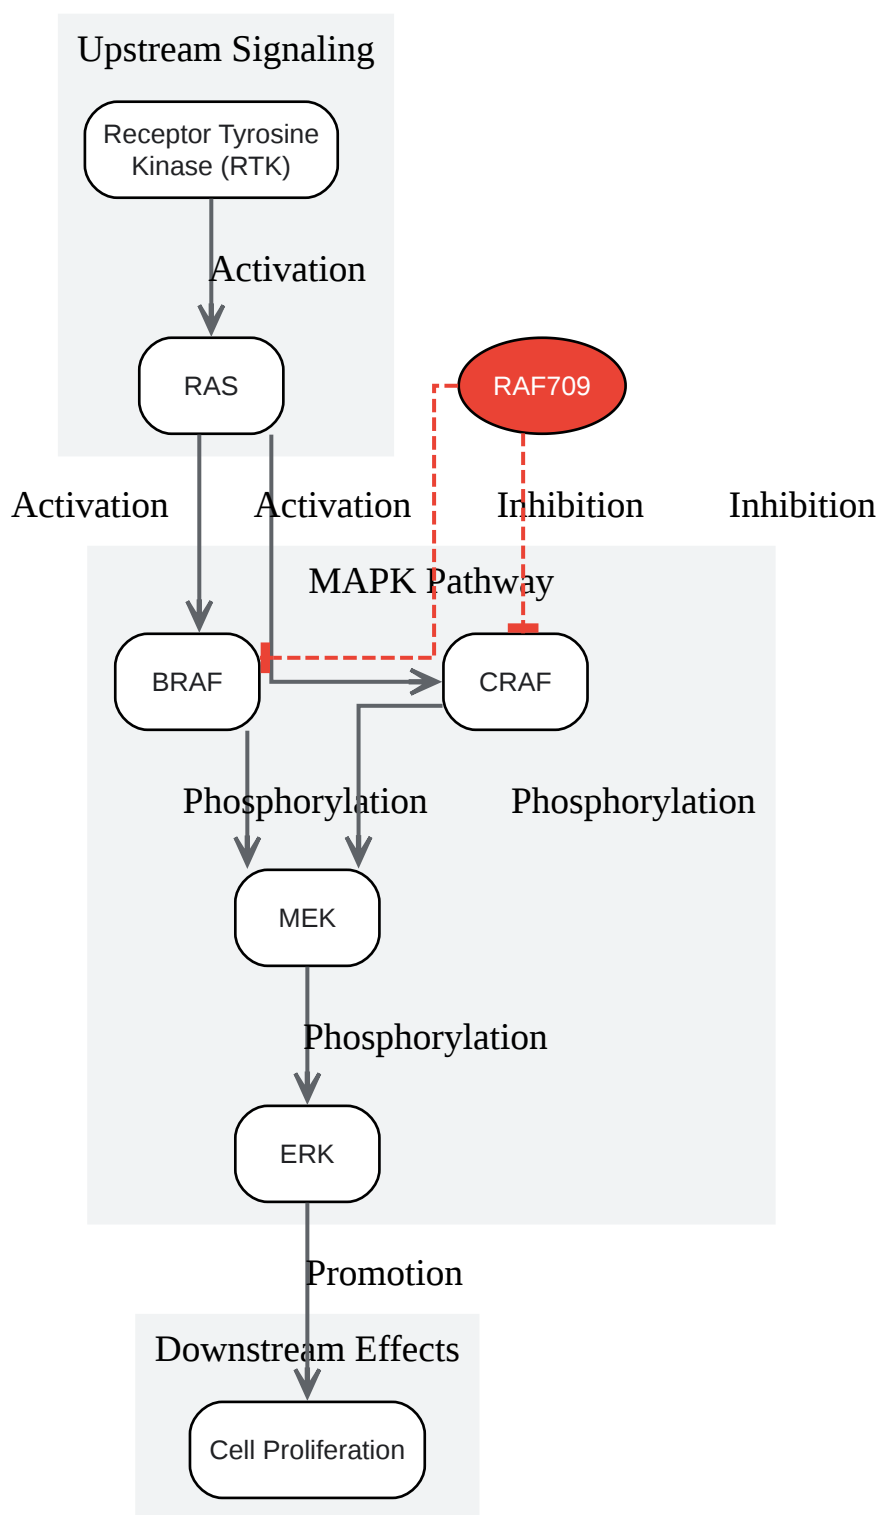 Upstream Signaling
Receptor Tyrosine
Kinase (RTK)
Activation
RAS
RAF709
Activation
Activation
Inhibition
Inhibition
MAPK Pathway
BRAF
CRAF
Phosphorylation
Phosphorylation
MEK
Phosphorylation
ERK
Promotion
Downstream Effects
Cell Proliferation